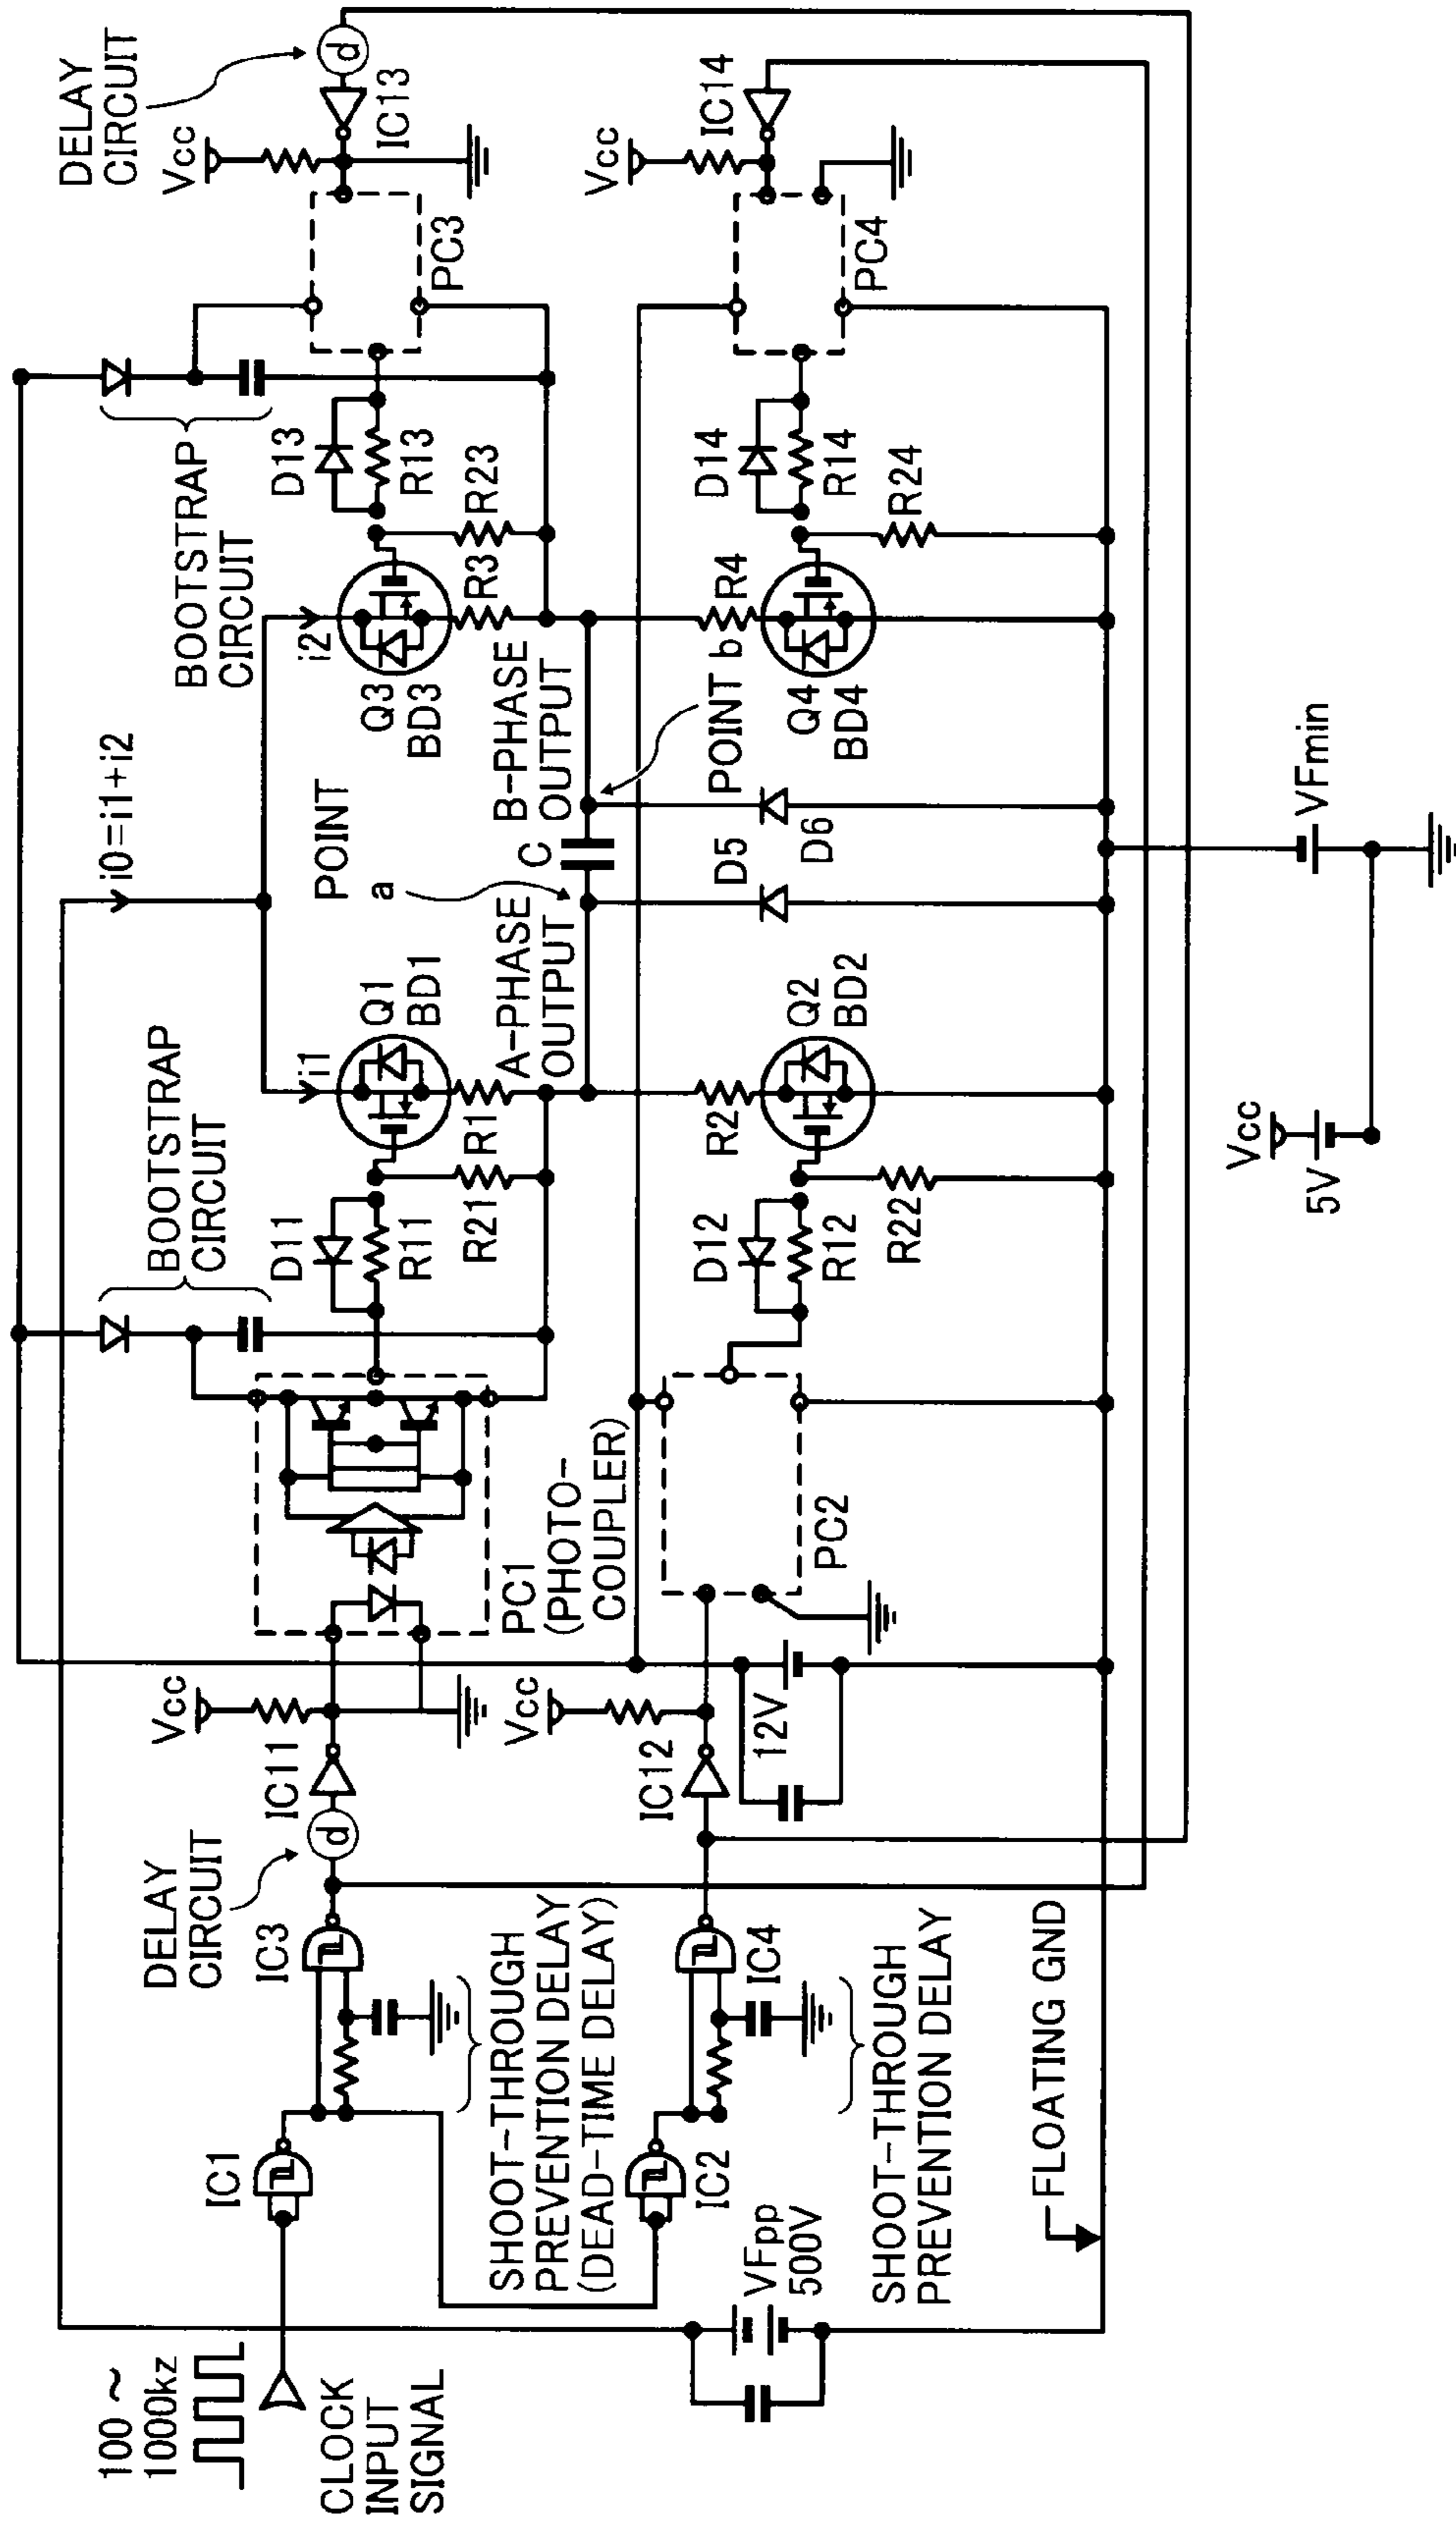 100 ~
1000kz
CLOCK
INPUT
SIGNAL
IC1
IC2
VFpp
500V
SHOOT-THROUGH
PREVENTION DELAY
(DEAD-TIME DELAY)
SHOOT-THROUGH
PREVENTION DELAY
FLOATING GND
IC3
IC4
DELAY
CIRCUIT
d
IC11
IC12
Vcc
Vcc
12V
PC1
(PHOTO-
COUPLER)
PC2
BOOTSTRAP
CIRCUIT
D11
R11
R21
R1
D12
R12
R22
R2
i1
Q1
BD1
A-PHASE
OUTPUT
Q2
BD2
Vcc
5V
i0=i1+i2
POINT
a
C
D5
D6
VFmin
B-PHASE
OUTPUT
POINT b
i2
Q3
BD3
Q4
BD4
BOOTSTRAP
CIRCUIT
R3
R23
D13
R13
R4
R24
D14
R14
PC3
PC4
Vcc
Vcc
IC13
IC14
DELAY
CIRCUIT
d